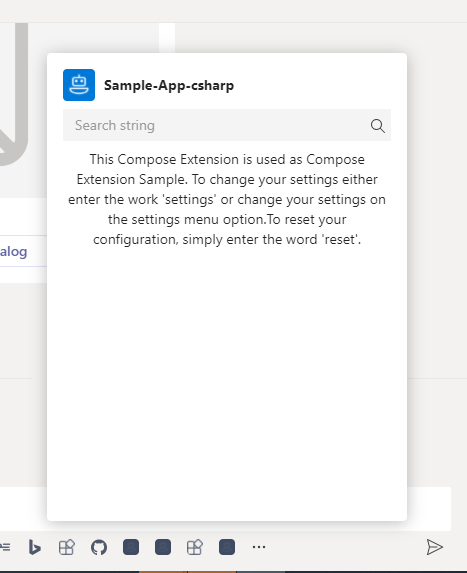 Sample-App-csharp
Search string
This Compose Extension is used as Compose
Extension Sample. To change your settings either
enter the work 'settings' or change your settings on
the settings menu option.To reset your
configuration, simply enter the word 'reset'.
alog